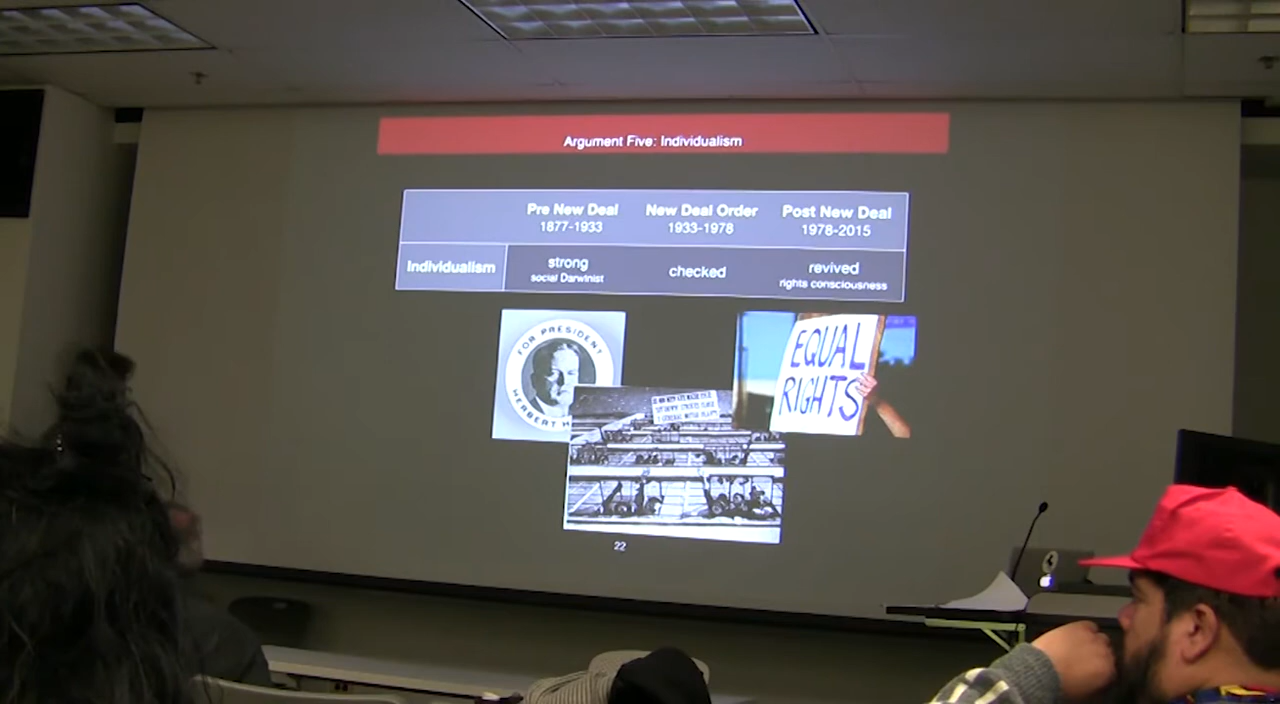 Argument Five: Individualism
Pre New Deal
1877-1933
New Deal Order
1933-1978
Post New Deal
1978-2015
Individualism
strong
social Darwinist
checked
revived
rights consciousness
FOR PRESIDENT
HERBERT H
EQUAL
RIGHTS
22